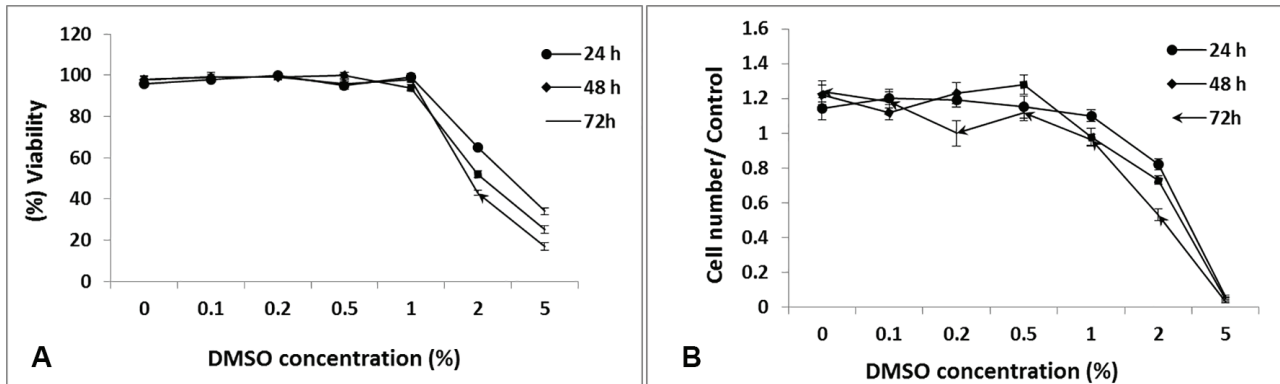 (%) Viability
120
100
80
60
40
20
0
0 0.1 0.2 0.5 1 2 5
DMSO concentration (%)
24 h
48 h
72h
A
Cell number/ Control
1.6
1.4
1.2
1
0.8
0.6
0.4
0.2
0
0 0.1 0.2 0.5 1 2 5
DMSO concentration (%)
24 h
48 h
72h
B